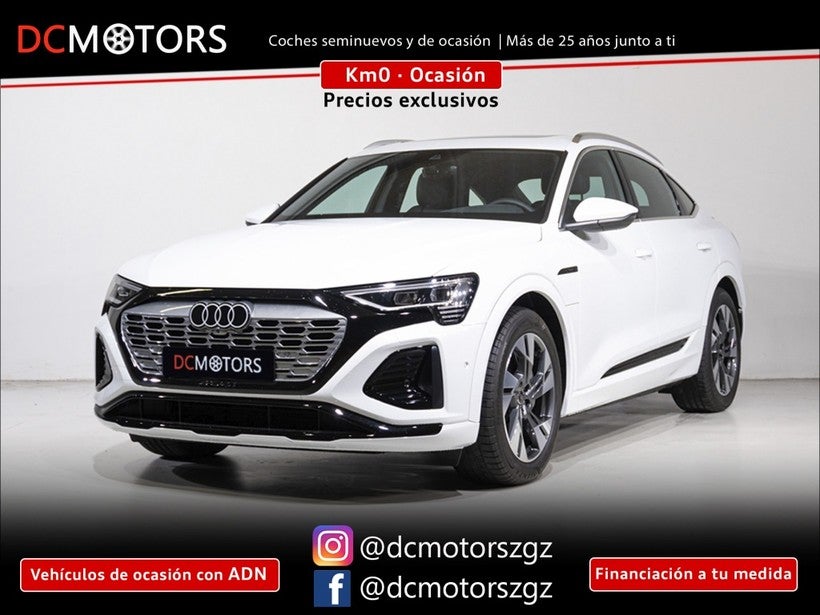 DCMOTORS
Coches seminuevos y de ocasión | Más de 25 años junto a ti
Km0 · Ocasión
Precios exclusivos
DCMOTORS
@dcmotorszgz
@dcmotorszgz
Vehículos de ocasión con ADN
Financiación a tu medida